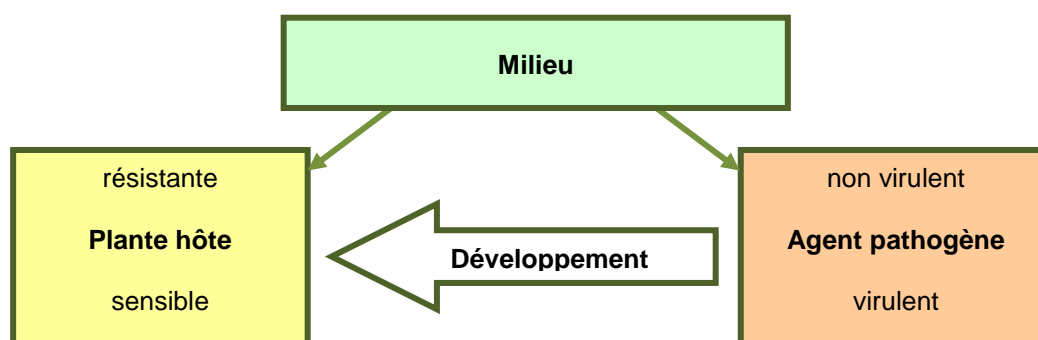 Milieu
résistante
Plante hôte
sensible
Développement
non virulent
Agent pathogène
virulent